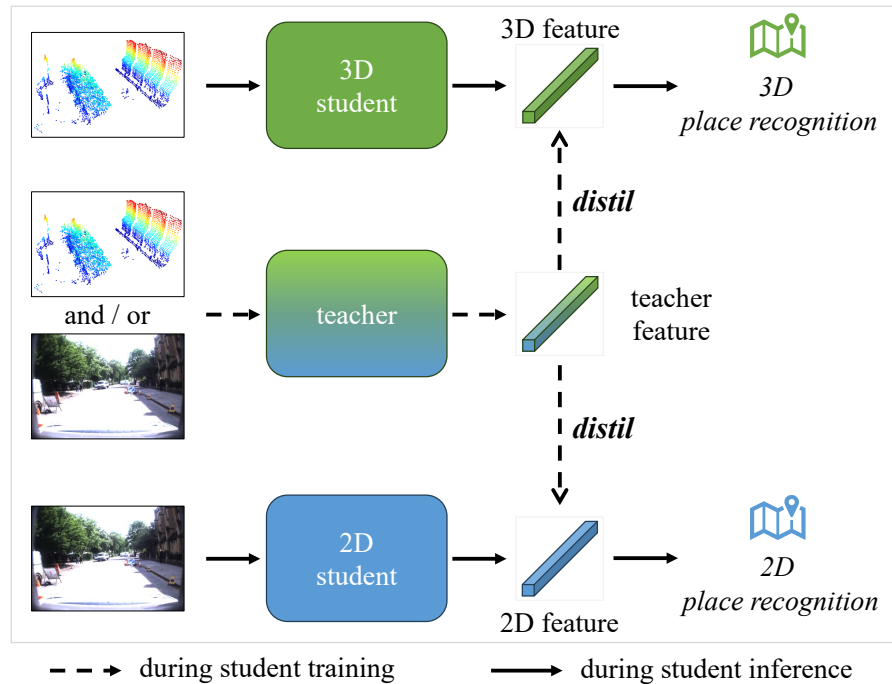 3D feature
3D
student
3D
place recognition
distil
and / or
teacher
teacher
feature
distil
2D
student
2D feature
2D
place recognition
during student training
during student inference